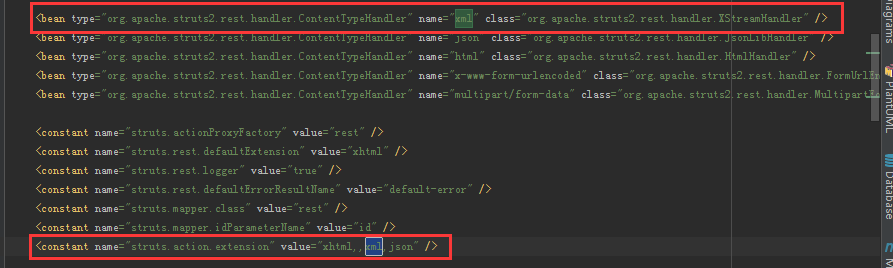 <bean type="org.apache.struts2.rest.handler.ContentTypeHandler" name="xml" class="org.apache.struts2.rest.handler.XStreamHandler" />
<bean type="org.apache.struts2.rest.handler.ContentTypeHandler" name="json" class="org.apache.struts2.rest.handler.JsonLibHandler" />
<bean type="org.apache.struts2.rest.handler.ContentTypeHandler" name="html" class="org.apache.struts2.rest.handler.HtmlHandler" />
<bean type="org.apache.struts2.rest.handler.ContentTypeHandler" name="x-www-form-urlencoded" class="org.apache.struts2.rest.handler.FormUrlEn
<bean type="org.apache.struts2.rest.handler.ContentTypeHandler" name="multipart/form-data" class="org.apache.struts2.rest.handler.MultipartFo
<constant name="struts.actionProxyFactory" value="rest" />
<constant name="struts.rest.defaultExtension" value="xhtml" />
<constant name="struts.rest.logger" value="true" />
<constant name="struts.rest.defaultErrorResultName" value="default-error" />
<constant name="struts.mapper.class" value="rest" />
<constant name="struts.mapper.idParameterName" value="id" />
<constant name="struts.action.extension" value="xhtml,,xml,json" />
Diagrams
PlantUML
Database